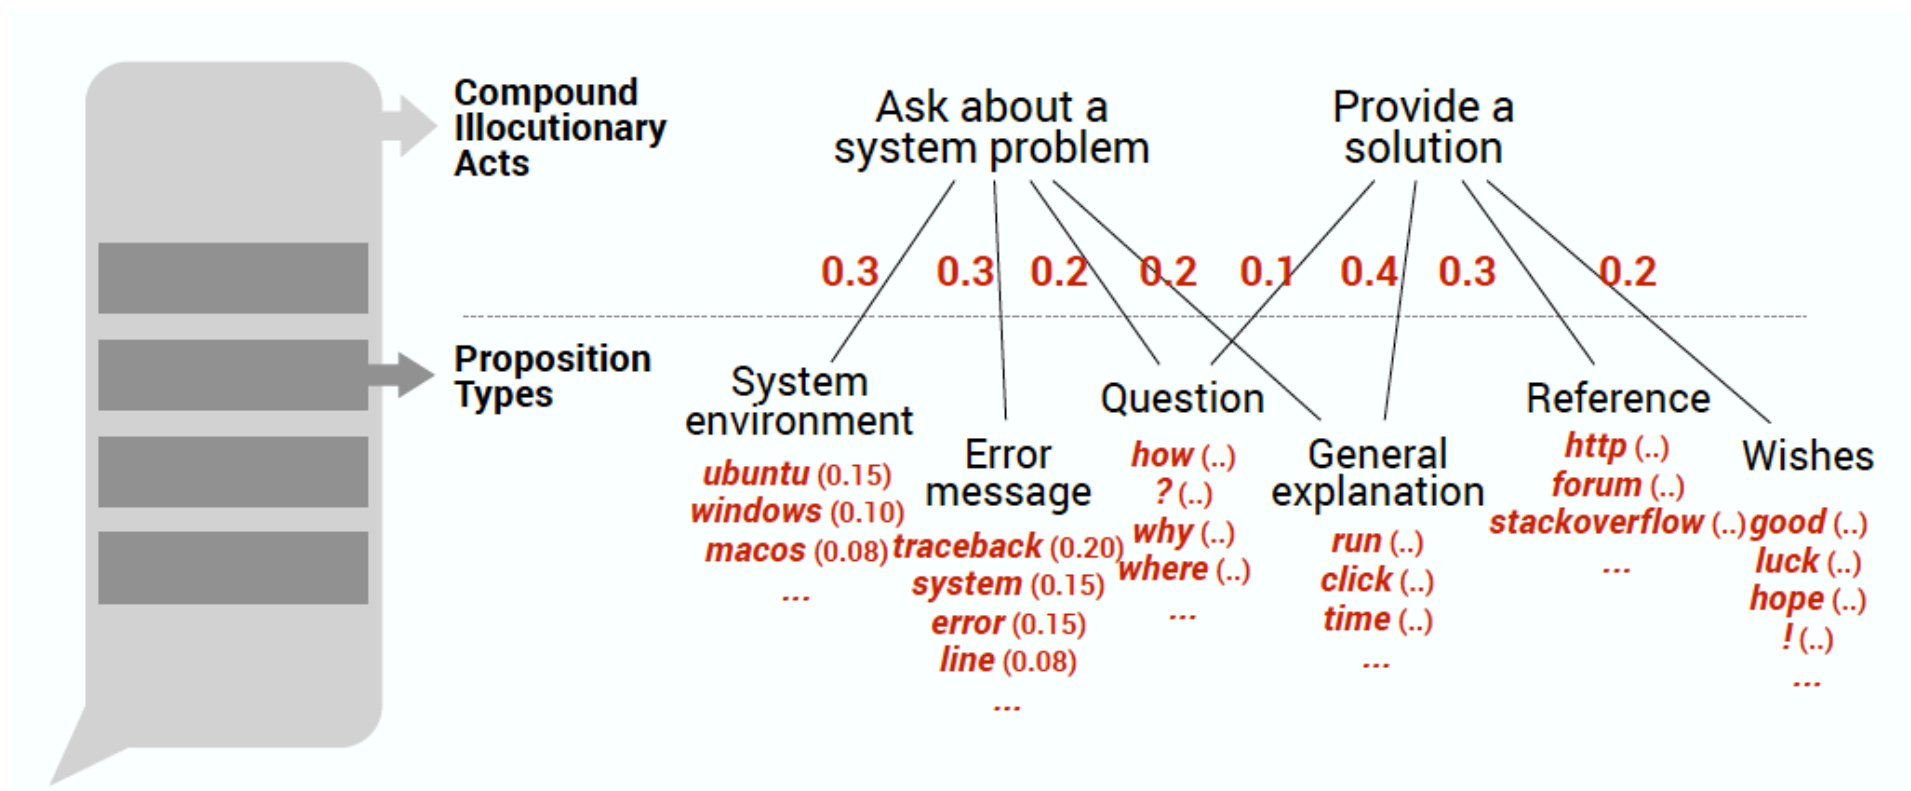 Compound
Illocutionary
Acts
Ask about a
system problem
Provide a
solution
0.3 0.3 0.2 0.2 0.1 0.4 0.3 0.2
Proposition
Types
System
environment
ubuntu (0.15)
windows (0.10)
macos (0.08)
...
Error
message
traceback (0.20)
system (0.15)
error (0.15)
line (0.08)
...
Question
how (..)
? (..)
why (..)
where (..)
...
General
explanation
run (..)
click (..)
time (..)
...
Reference
http (..)
forum (..)
stackoverflow (..)
...
Wishes
good (..)
luck (..)
hope (..)
! (..)
...